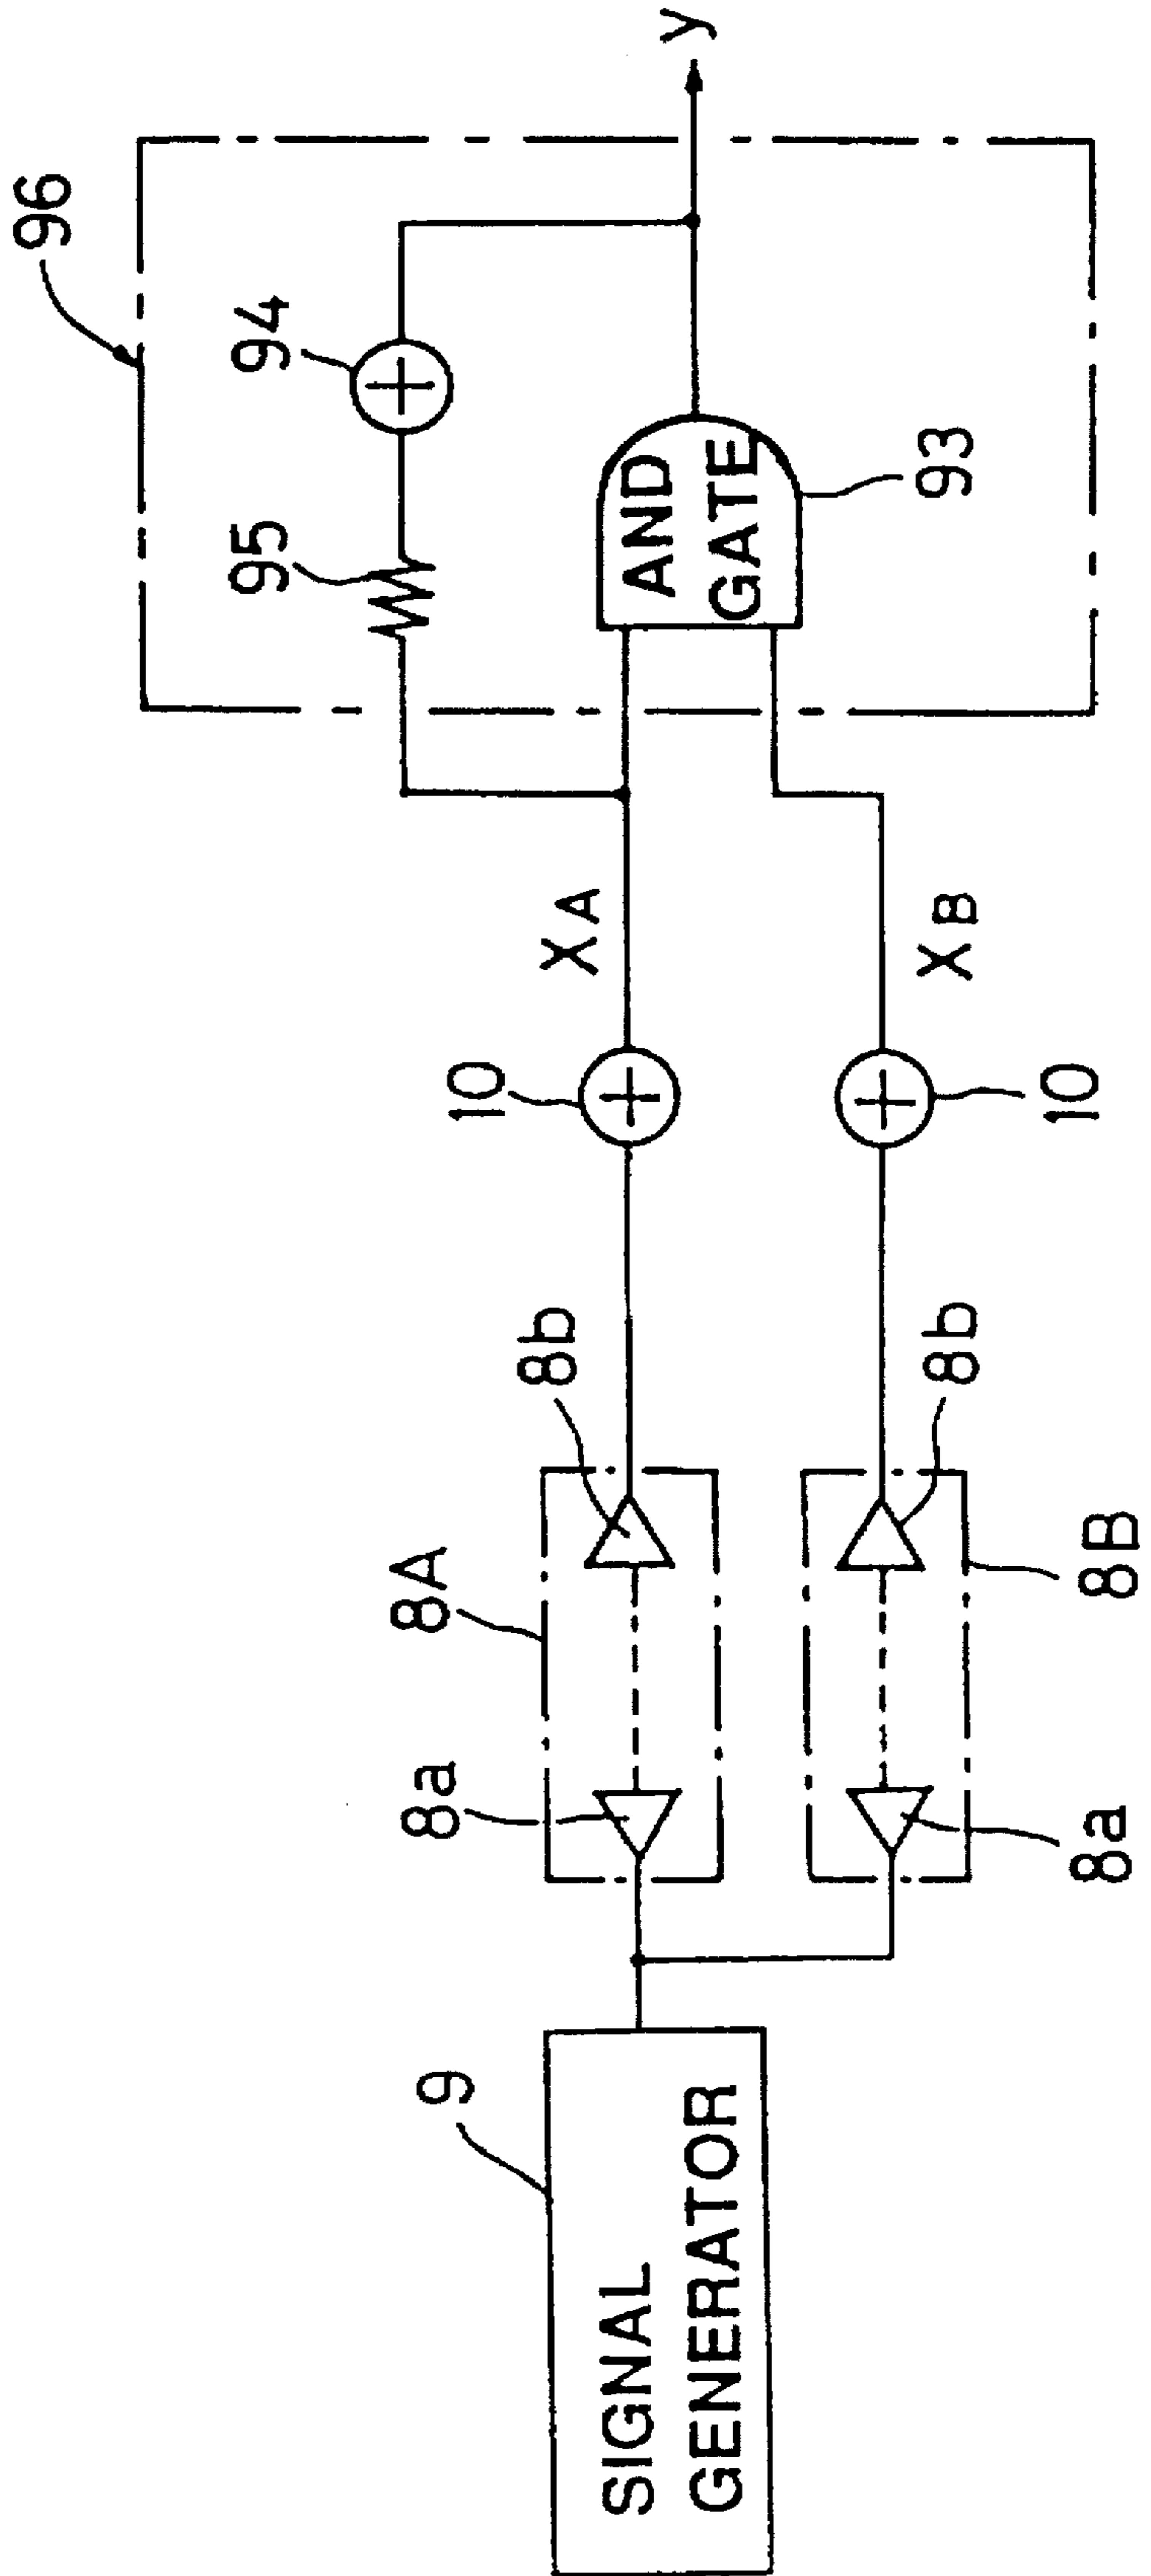 96
94
95
y
AND
GATE
93
XA
XB
10
10
8b
8A
8a
8b
8B
8a
9
SIGNAL
GENERATOR